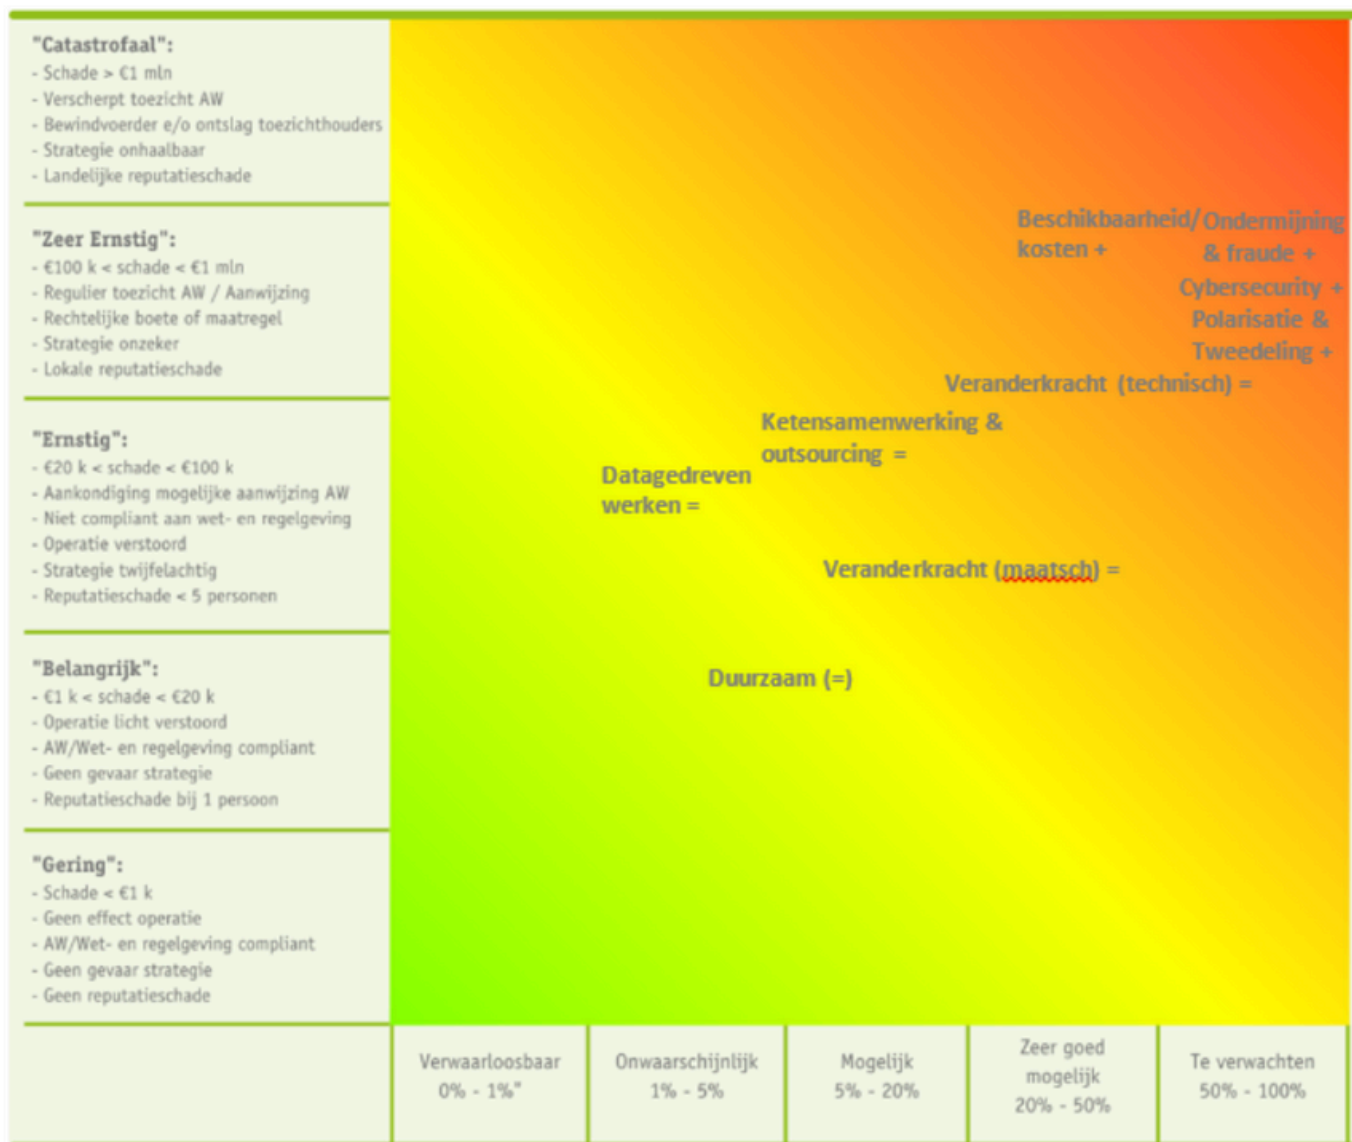 "Catastrofaal":
- Schade > €1 mln
- Verscherpt toezicht AW
- Bewindvoerder e/o ontslag toezichthouders
- Strategie onhaalbaar
- Landelijke reputatieschade
"Zeer Ernstig":
- €100 k < schade < €1 mln
- Regulier toezicht AW / Aanwijzing
- Rechtelijke boete of maatregel
- Strategie onzeker
- Lokale reputatieschade
"Ernstig":
- €20 k < schade < €100 k
- Aankondiging mogelijke aanwijzing AW
- Niet compliant aan wet- en regelgeving
- Operatie verstoord
- Strategie twijfelachtig
- Reputatieschade < 5 personen
"Belangrijk":
- €1 k < schade < €20 k
- Operatie licht verstoord
- AW/Wet- en regelgeving compliant
- Geen gevaar strategie
- Reputatieschade bij 1 persoon
"Gering":
- Schade < €1 k
- Geen effect operatie
- AW/Wet- en regelgeving compliant
- Geen gevaar strategie
- Geen reputatieschade
Beschikbaarheid/
kosten +
Ondermijning
& fraude +
Cybersecurity +
Polarisatie &
Tweedeling +
Veranderkracht (technisch) =
Ketensamenwerking &
outsourcing =
Datagedreven
werken =
Veranderkracht (maatsch) =
Duurzaam (=)
Verwaarloosbaar
0% - 1%"
Onwaarschijnlijk
1% - 5%
Mogelijk
5% - 20%
Zeer goed
mogelijk
20% - 50%
Te verwachten
50% - 100%